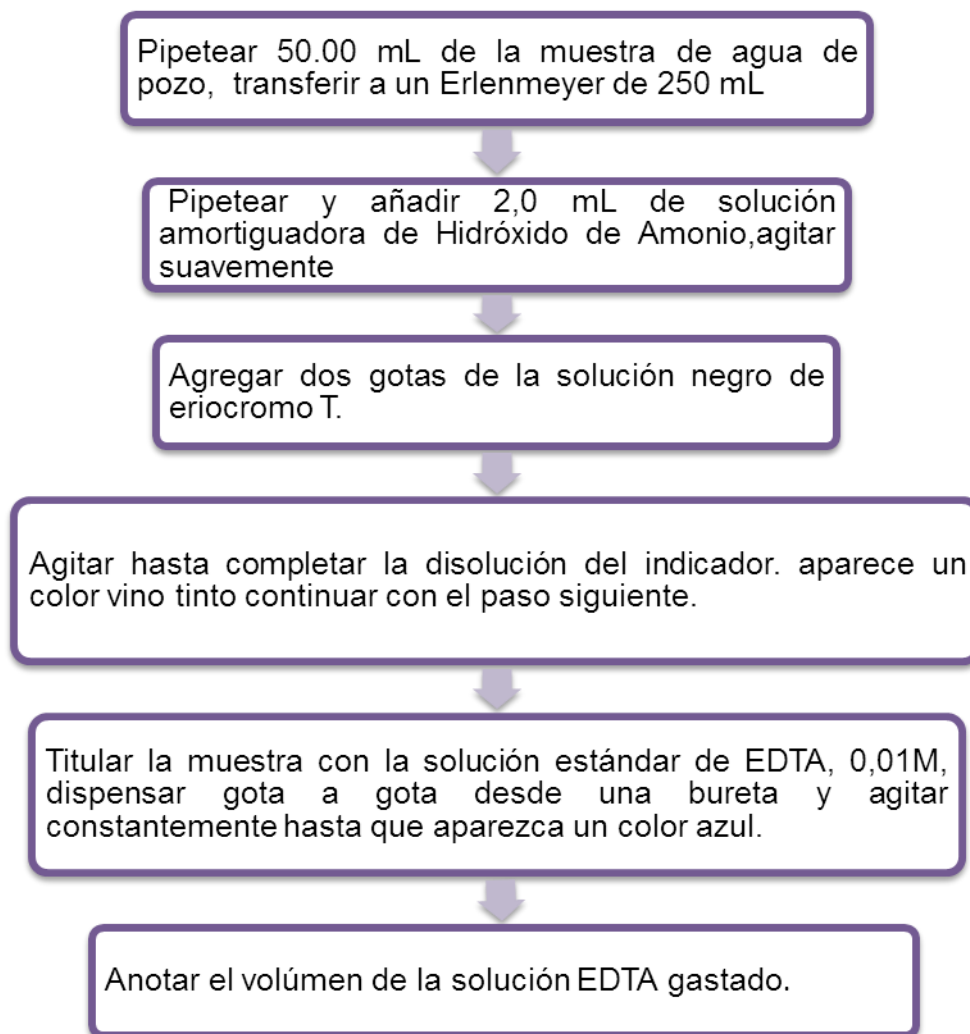 Pipetear 50.00 mL de la muestra de agua de
pozo, transferir a un Erlenmeyer de 250 mL
Pipetear y añadir 2,0 mL de solución
amortiguadora de Hidróxido de Amonio,agitar
suavemente
Agregar dos gotas de la solución negro de
eriocromo T.
Agitar hasta completar la disolución del indicador. aparece un
color vino tinto continuar con el paso siguiente.
Titular la muestra con la solución estándar de EDTA, 0,01M,
dispensar gota a gota desde una bureta y agitar
constantemente hasta que aparezca un color azul.
Anotar el volúmen de la solución EDTA gastado.